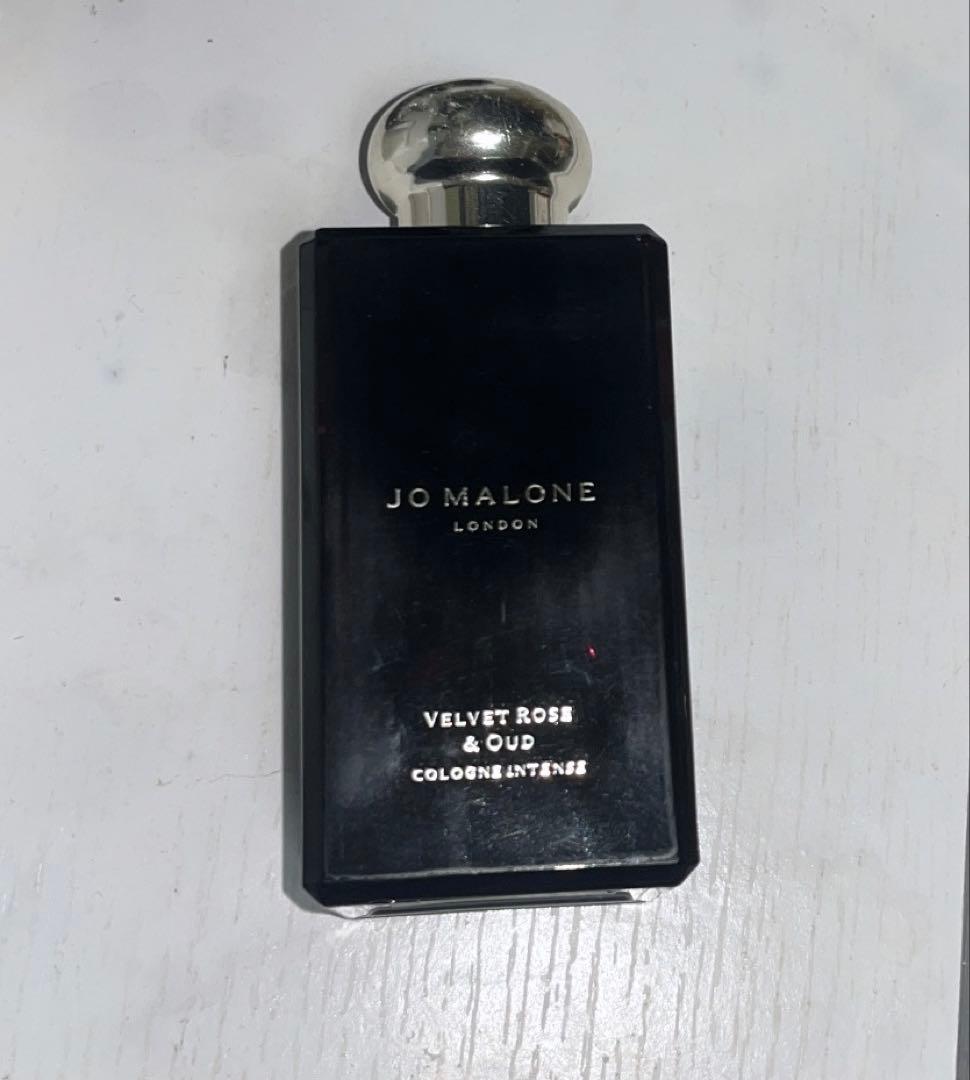 JO MALONE
LONDON
VELVET ROSE
& OUD
COLOGNE INTENSE